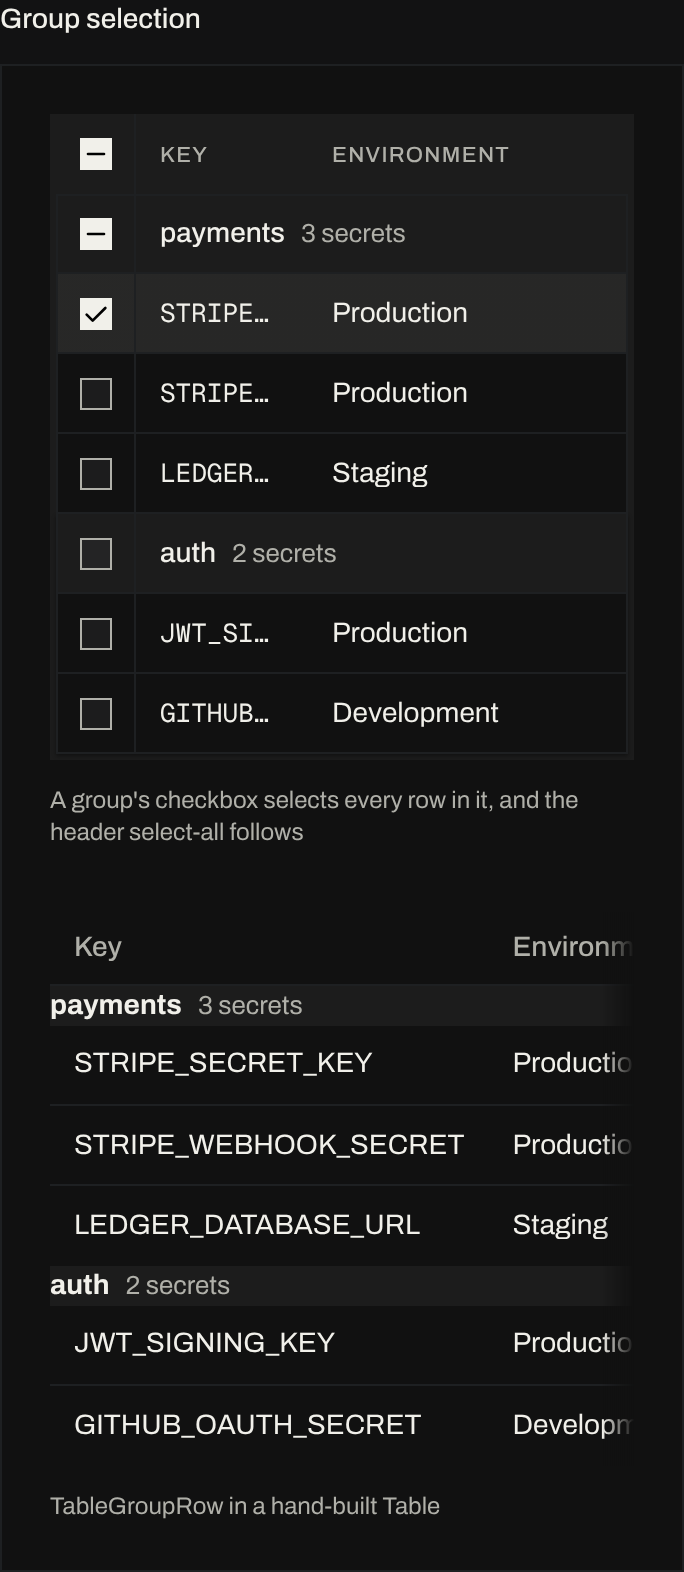 Group selection
KEY ENVIRONMENT
payments 3 secrets
STRIPE… Production
STRIPE… Production
LEDGER… Staging
auth 2 secrets
JWT_SI… Production
GITHUB… Development
A group's checkbox selects every row in it, and the
header select-all follows
Key Environm
payments 3 secrets
STRIPE_SECRET_KEY Productio
STRIPE_WEBHOOK_SECRET Productio
LEDGER_DATABASE_URL Staging
auth 2 secrets
JWT_SIGNING_KEY Productio
GITHUB_OAUTH_SECRET Developm
TableGroupRow in a hand-built Table